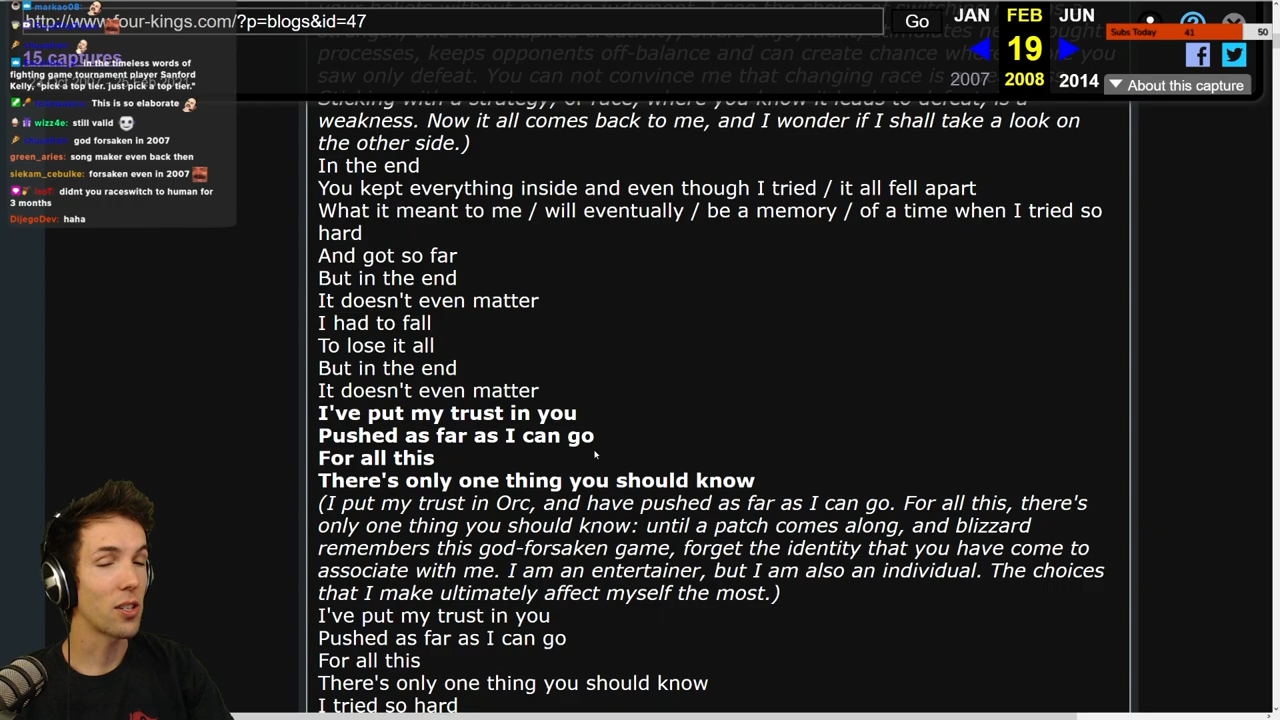 markao08:
http://www.four-kings.com/?p=blogs&id=47
Go
JAN
FEB
JUN
19
2007
2008
2014
Subs Today
41
50
About this capture
15 captures
in the timeless words of
fighting game tournament player Sanford
Kelly, "pick a top tier. just pick a top tier."
This is so elaborate
wizz4e: still valid
god forsaken in 2007
green_aries: song maker even back then
siekam_cebulke: forsaken even in 2007
didnt you raceswitch to human for
3 months
DijegoDev: haha
processes, keeps opponents off-balance and can create chance where you
saw only defeat. You can not convince me that changing race is
Sticking with a strategy, or race, where you know it leads to defeat, is a
weakness. Now it all comes back to me, and I wonder if I shall take a look on
the other side.)
In the end
You kept everything inside and even though I tried / it all fell apart
What it meant to me / will eventually / be a memory / of a time when I tried so
hard
And got so far
But in the end
It doesn't even matter
I had to fall
To lose it all
But in the end
It doesn't even matter
I've put my trust in you
Pushed as far as I can go
For all this
There's only one thing you should know
(I put my trust in Orc, and have pushed as far as I can go. For all this, there's
only one thing you should know: until a patch comes along, and blizzard
remembers this god-forsaken game, forget the identity that you have come to
associate with me. I am an entertainer, but I am also an individual. The choices
that I make ultimately affect myself the most.)
I've put my trust in you
Pushed as far as I can go
For all this
There's only one thing you should know
I tried so hard